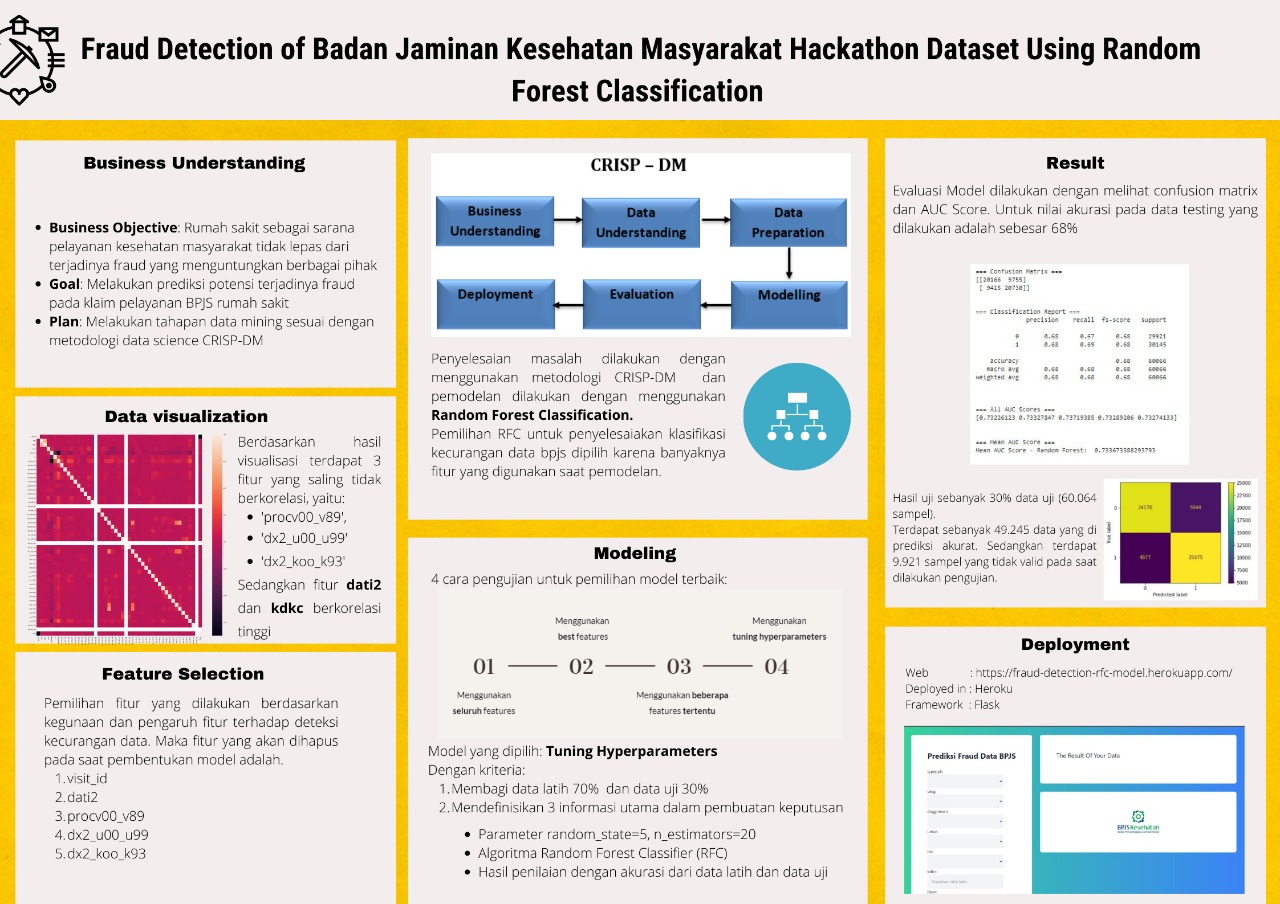 Fraud Detection of Badan Jaminan Kesehatan Masyarakat Hackathon Dataset Using Random
Forest Classification
Business Understanding
• Business Objective: Rumah sakit sebagai sarana
pelayanan kesehatan masyarakat tidak lepas dari
terjadinya fraud yang menguntungkan berbagai pihak
• Goal: Melakukan prediksi potensi terjadinya fraud
pada klaim pelayanan BPJS rumah sakit
• Plan: Melakukan tahapan data mining sesuai dengan
metodologi data science CRISP-DM
Data visualization
Berdasarkan hasil
visualisasi terdapat 3
fitur yang saling tidak
berkorelasi, yaitu:
• 'procv00_v89',
• 'dx2_u00_u99'
• 'dx2_koo_k93'
Sedangkan fitur dati2
dan kdkc berkorelasi
tinggi
Feature Selection
Pemilihan fitur yang dilakukan berdasarkan
kegunaan dan pengaruh fitur terhadap deteksi
kecurangan data. Maka fitur yang akan dihapus
pada saat pembentukan model adalah.
1. visit_id
2. dati2
3. procv00_v89
4. dx2_u00_u99
5. dx2_koo_k93
CRISP – DM
Business Understanding
Data Understanding
Data Preparation
Deployment
Evaluation
Modelling
Penyelesaian masalah dilakukan dengan
menggunakan metodologi CRISP-DM dan
pemodelan dilakukan dengan menggunakan
Random Forest Classification.
Pemilihan RFC untuk penyelesaiakan klasifikasi
kecurangan data bpjs dipilih karena banyaknya
fitur yang digunakan saat pemodelan.
Modeling
4 cara pengujian untuk pemilihan model terbaik:
Menggunakan
best features
Menggunakan
tuning hyperparameters
01 02 03 04
Menggunakan
seluruh features
Menggunakan beberapa
features tertentu
Model yang dipilih: Tuning Hyperparameters
Dengan kriteria:
1. Membagi data latih 70% dan data uji 30%
2. Mendefinisikan 3 informasi utama dalam pembuatan keputusan
• Parameter random_state=5, n_estimators=20
• Algoritma Random Forest Classifier (RFC)
• Hasil penilaian dengan akurasi dari data latih dan data uji
Result
Evaluasi Model dilakukan dengan melihat confusion matrix
dan AUC Score. Untuk nilai akurasi pada data testing yang
dilakukan adalah sebesar 68%
=== Confusion Matrix ===
[[20166 9755]
[ 9415 20730]]
=== Classification Report ===
precision recall f1-score support
0 0.68 0.67 0.68 29921
1 0.68 0.69 0.68 30145
accuracy 0.68 60066
macro avg 0.68 0.68 0.68 60066
weighted avg 0.68 0.68 0.68 60066
=== All AUC Scores ===
[0.73226123 0.73327847 0.73719385 0.73289206 0.73274133]
=== Mean AUC Score ===
Mean AUC Score - Random Forest: 0.733673388293793
Hasil uji sebanyak 30% data uji (60.064
sampel).
Terdapat sebanyak 49.245 data yang di
prediksi akurat. Sedangkan terdapat
9.921 sampel yang tidak valid pada saat
dilakukan pengujian.
True label
0
1
0 1
Predicted label
25000
22500
20000
17500
15000
12500
10000
7500
5000
Deployment
Web : https://fraud-detection-rfc-model.herokuapp.com/
Deployed in : Heroku
Framework : Flask
Prediksi Fraud Data BPJS
The Result Of Your Data
BPJS Kesehatan